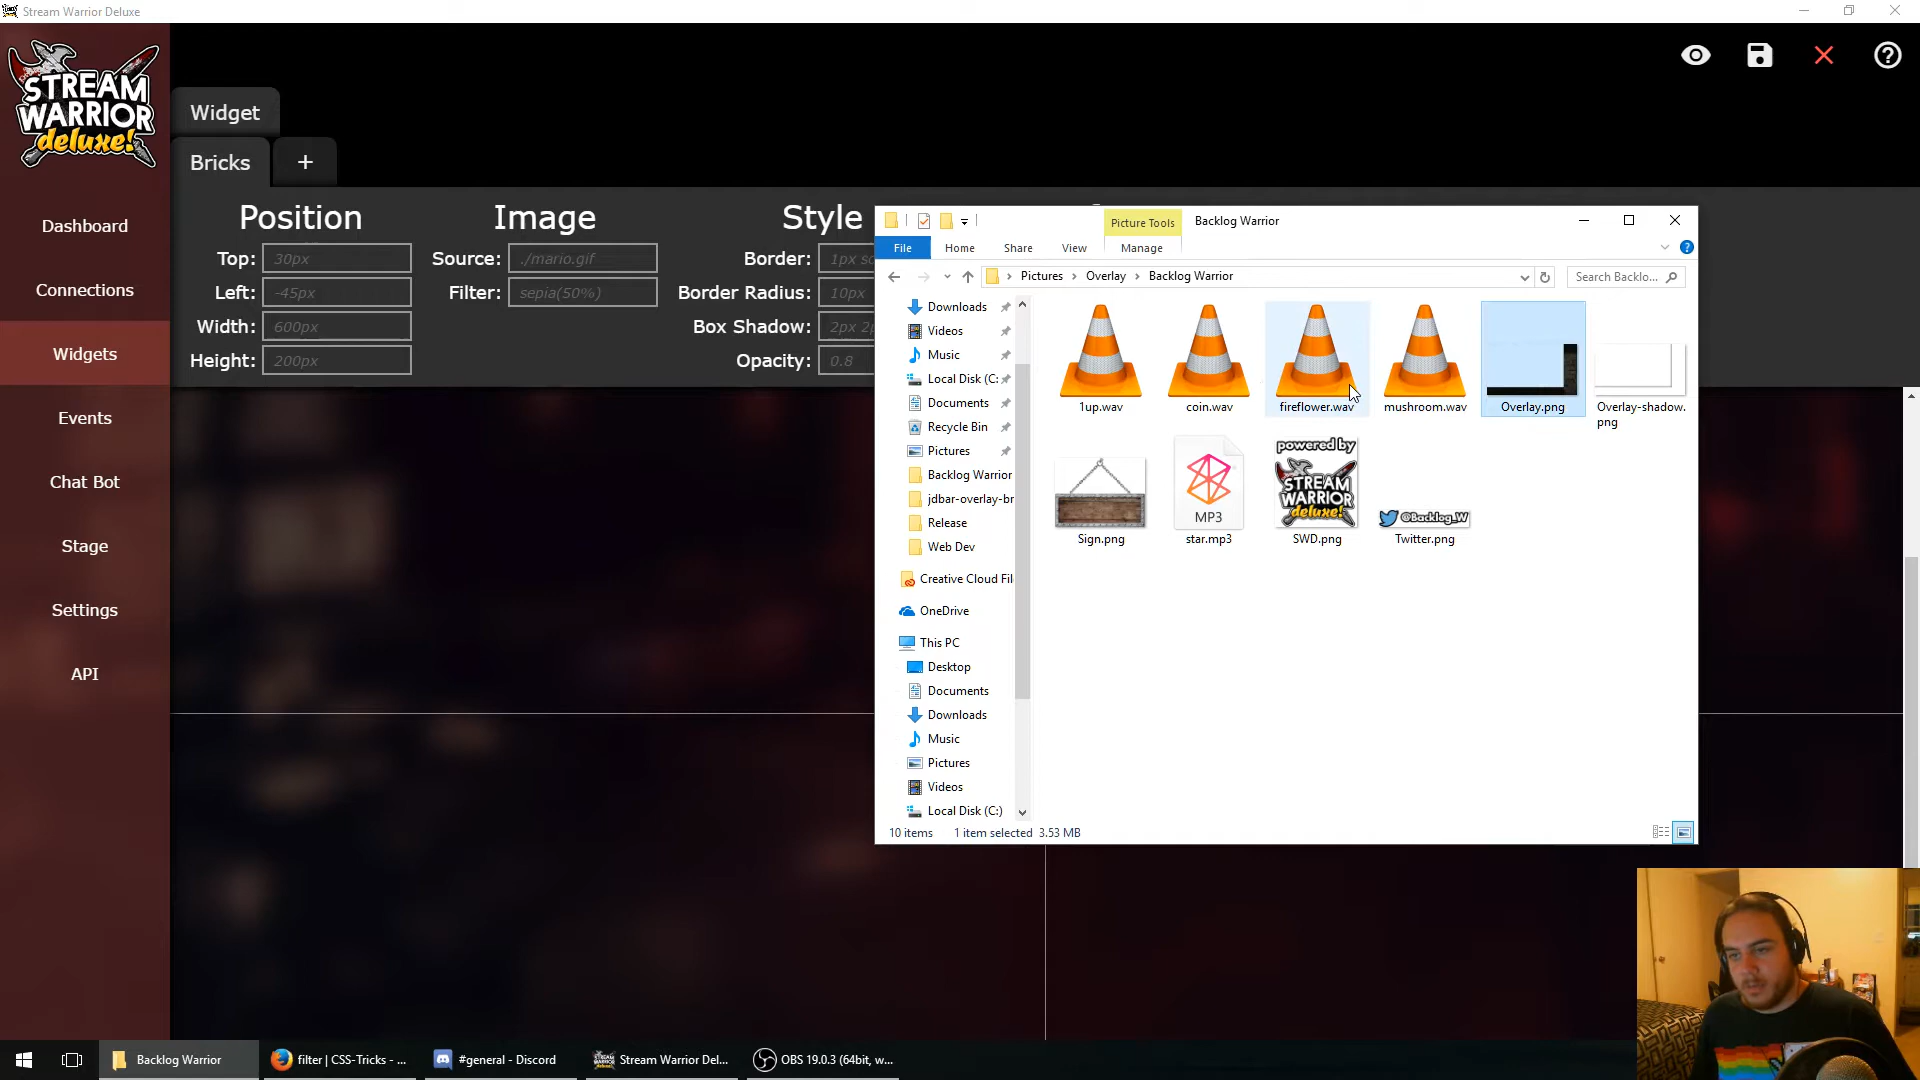 Stream Warrior Deluxe
STREAM
WARRIOR
deluxe!
Dashboard
Connections
Widgets
Events
Chat Bot
Stage
Settings
API
Widget
Bricks
+
Position
Top: 30px
Left: -45px
Width: 600px
Height: 200px
Image
Source: ./mario.gif
Filter: sepia(50%)
Style
Border: 1px so
Border Radius: 10px
Box Shadow: 2px 2p
Opacity: 0.8
Picture Tools
Backlog Warrior
File
Home
Share
View
Manage
Pictures
Overlay
Backlog Warrior
Search Backlo...
Downloads
Videos
Music
Local Disk (C:
Documents
Recycle Bin
Pictures
Backlog Warrior
jdbar-overlay-br
Release
Web Dev
Creative Cloud Fil
OneDrive
This PC
Desktop
Documents
Downloads
Music
Pictures
Videos
Local Disk (C:)
1up.wav
coin.wav
fireflower.wav
mushroom.wav
Overlay.png
Overlay-shadow.
png
Sign.png
MP3
star.mp3
powered by
STREAM
WARRIOR
deluxe!
SWD.png
@Backlog_W
Twitter.png
10 items 1 item selected 3.53 MB
Backlog Warrior
filter | CSS-Tricks - ...
#general - Discord
Stream Warrior Del...
OBS 19.0.3 (64bit, w...